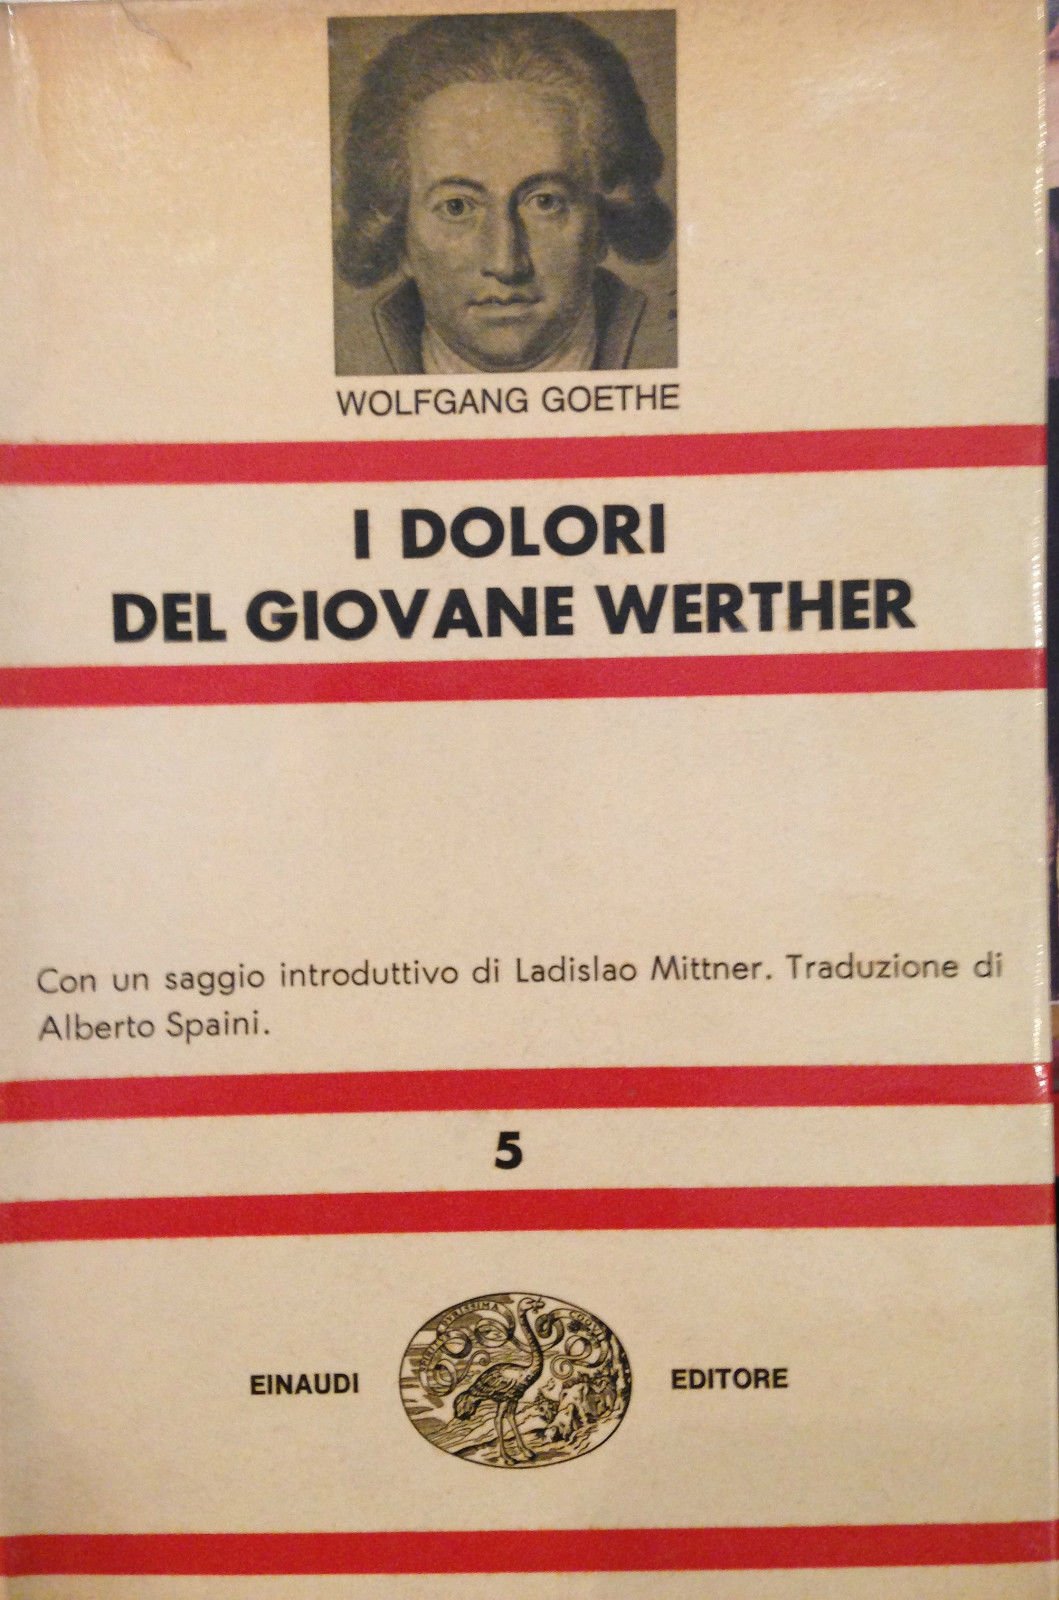 WOLFGANG GOETHE
I DOLORI
DEL GIOVANE WERTHER
Con un saggio introduttivo di Ladislao Mittner. Traduzione di
Alberto Spaini.
5
EINAUDI EDITORE